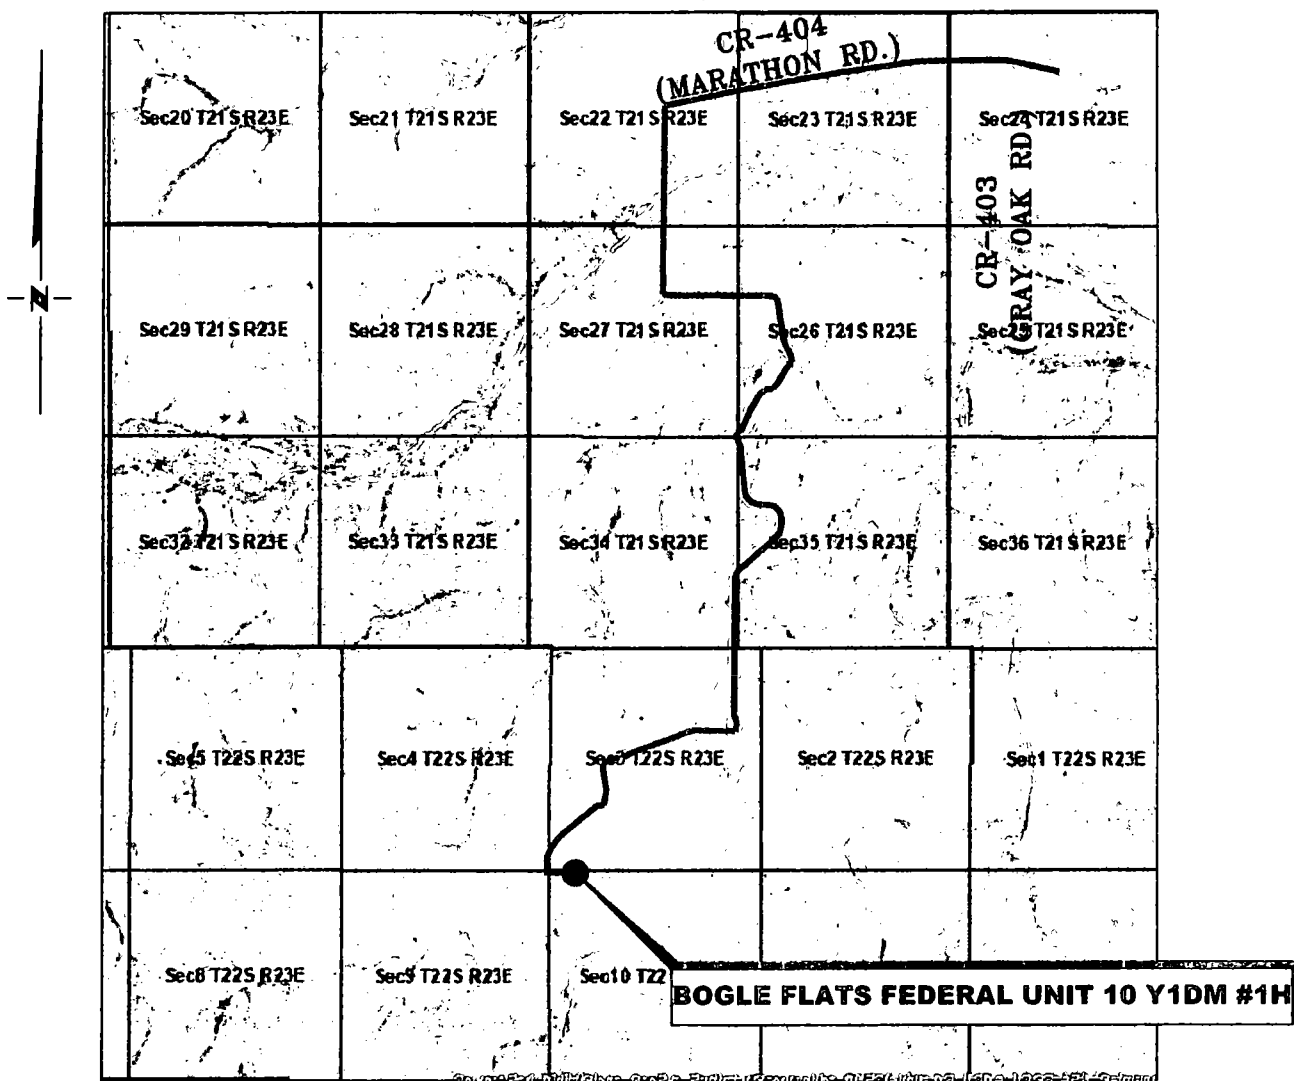 CR-404
(MARATHON RD.)
Sec20 T21S R23E
Sec21 T21S R23E
Sec22 T21S R23E
Sec23 T21S R23E
Sec24 T21S R23E
CR-403
(GRAY OAK RD.)
Sec29 T21S R23E
Sec28 T21S R23E
Sec27 T21S R23E
Sec26 T21S R23E
Sec25 T21S R23E
N
Sec32 T21S R23E
Sec33 T21S R23E
Sec34 T21S R23E
Sec35 T21S R23E
Sec36 T21S R23E
Sec5 T22S R23E
Sec4 T22S R23E
Sec3 T22S R23E
Sec2 T22S R23E
Sec1 T22S R23E
Sec8 T22S R23E
Sec9 T22S R23E
Sec10 T22
BOGLE FLATS FEDERAL UNIT 10 Y1DM #1H